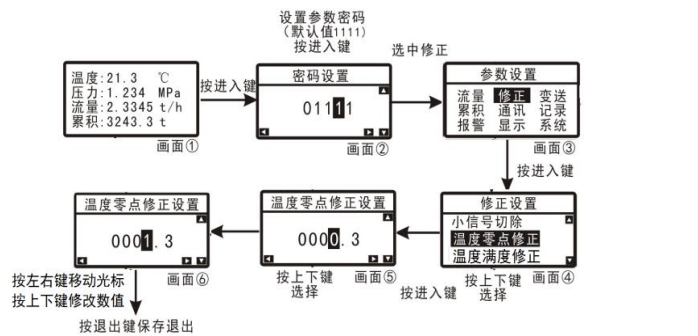 设置参数密码
(默认值1111)
按进入键
选中修正
温度:21.3 ℃
压力:1.234 MPa
流量:2.3345 t/h
累积:3243.3 t
画面①
按进入键
密码设置
01111
画面②
参数设置
流量 修正 变送
累积 通讯 记录
报警 显示 系统
画面③
按进入键
修正设置
小信号切除
温度零点修正
温度满度修正
按上下键
选择
画面④
按进入键
温度零点修正设置
0000.3
按上下键
选择
画面⑤
温度零点修正设置
0001.3
画面⑥
按左右键移动光标
按上下键修改数值
按退出键保存退出